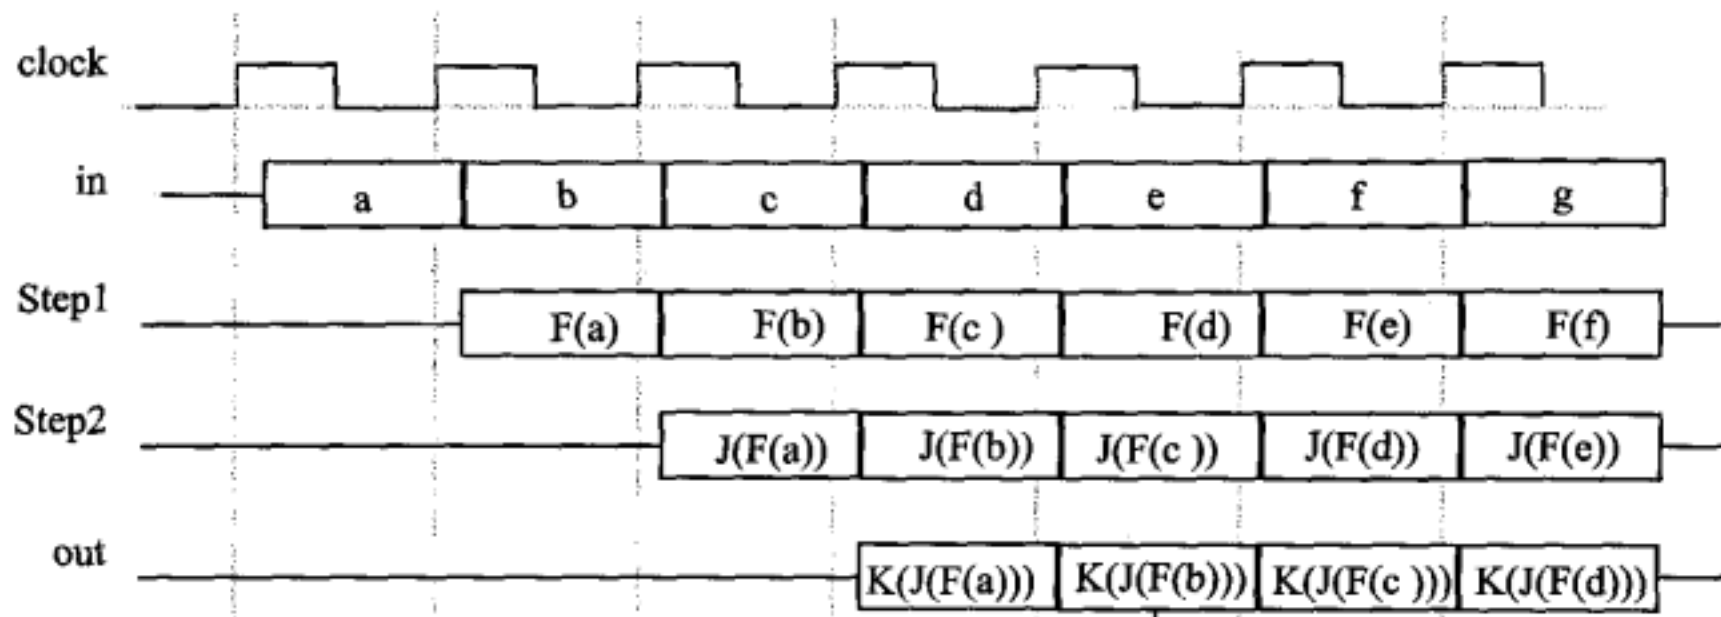 clock
in a b c d e f g
Step1 F(a) F(b) F(c ) F(d) F(e) F(f)
Step2 J(F(a)) J(F(b)) J(F(c )) J(F(d)) J(F(e))
out K(J(F(a))) K(J(F(b))) K(J(F(c ))) K(J(F(d)))